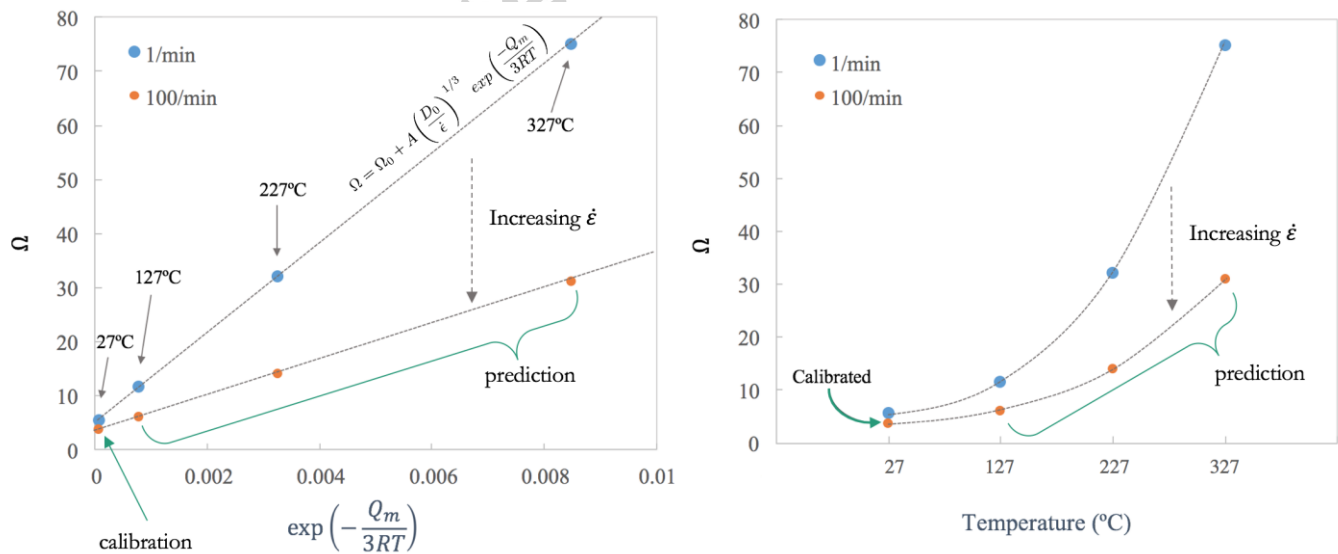 80
70
60
50
40
30
20
10
0
Ω
1/min
100/min
Ω = Ω₀ + A (D₀/ε̇)^{1/3} exp(-Q_m/3RT)
27ºC
127ºC
227ºC
327ºC
Increasing ε̇
prediction
0 0.002 0.004 0.006 0.008 0.01
exp(−Q_m/3RT)
calibration
80
70
60
50
40
30
20
10
0
Ω
1/min
100/min
Increasing ε̇
Calibrated
prediction
27 127 227 327
Temperature (ºC)